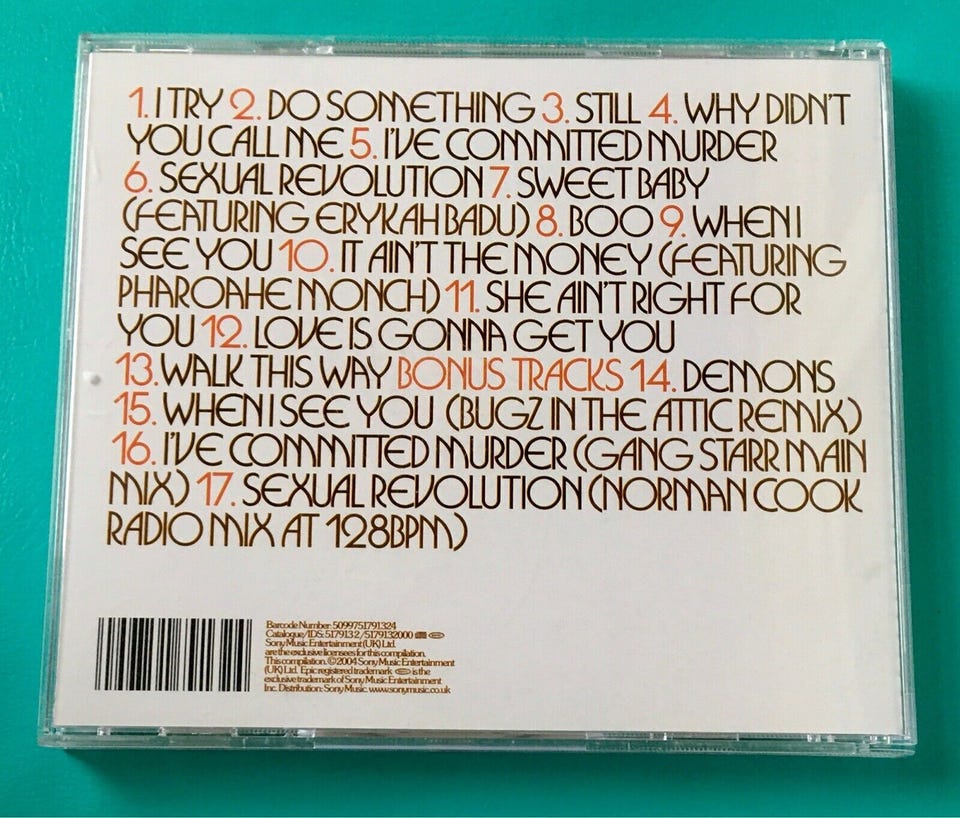 1. I TRY 2. DO SOMETHING 3. STILL 4. WHY DIDN'T
YOU CALL ME 5. I'VE COMMITTED MURDER
6. SEXUAL REVOLUTION 7. SWEET BABY
(FEATURING ERYKAH BADU) 8. BOO 9. WHEN I
SEE YOU 10. IT AIN'T THE MONEY (FEATURING
PHAROAHE MONCH) 11. SHE AIN'T RIGHT FOR
YOU 12. LOVE IS GONNA GET YOU
13. WALK THIS WAY BONUS TRACKS 14. DEMONS
15. WHEN I SEE YOU (BUGZ IN THE ATTIC REMIX)
16. I'VE COMMITTED MURDER (GANG STARR MAIN
MIX) 17. SEXUAL REVOLUTION (NORMAN COOK
RADIO MIX AT 128BPM)
Barcode Number: 5099751791324
Catalogue/IDS: 517913 2 / 5179132000
Sony Music Entertainment (UK) Ltd.
are the exclusive licensees for this compilation.
This compilation. © 2004 Sony Music Entertainment
(UK) Ltd. Epic registered trademark. is the
exclusive trademark of Sony Music Entertainment
Inc. Distribution: Sony Music. www.sonymusic.co.uk